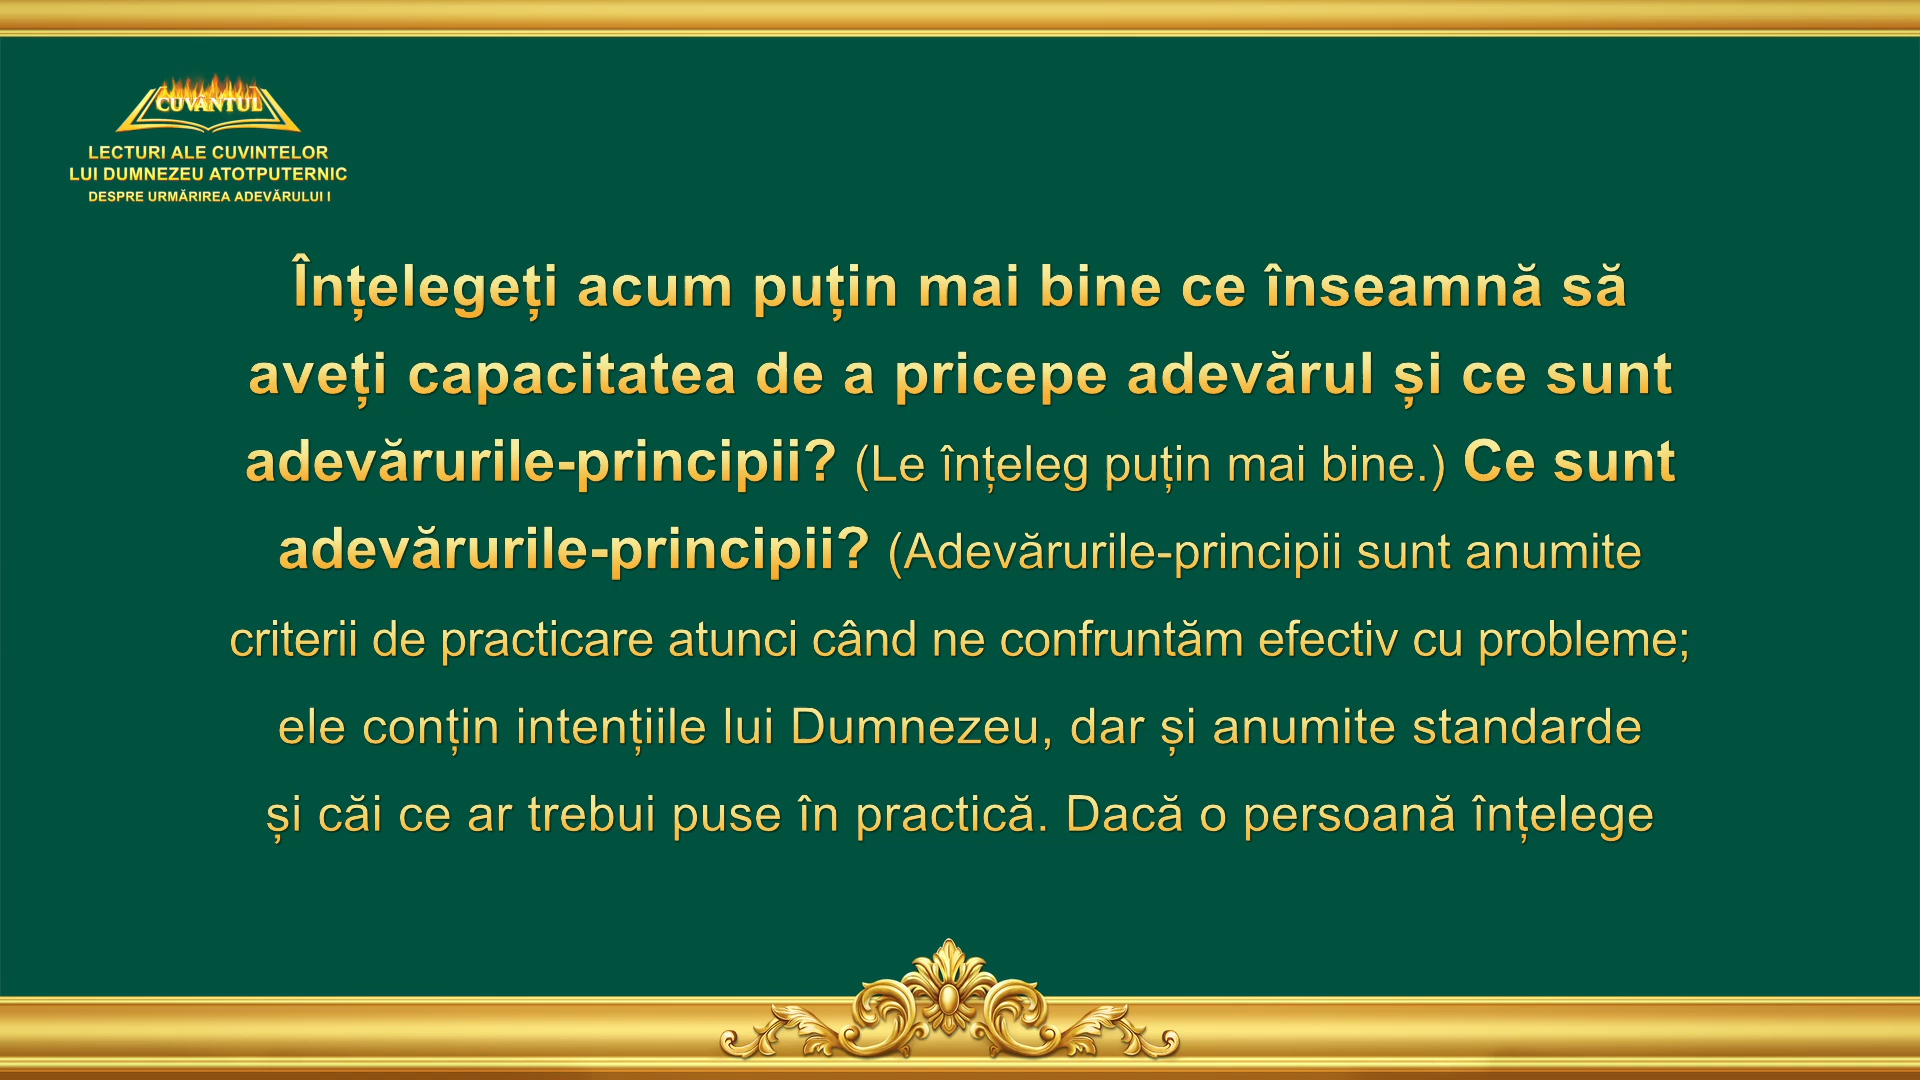 CUVÂNTUL
LECTURI ALE CUVINTELOR
LUI DUMNEZEU ATOTPUTERNIC
DESPRE URMĂRIREA ADEVĂRULUI I
Înțelegeți acum puțin mai bine ce înseamnă să
aveți capacitatea de a pricepe adevărul și ce sunt
adevărurile-principii? (Le înțeleg puțin mai bine.) Ce sunt
adevărurile-principii? (Adevărurile-principii sunt anumite
criterii de practicare atunci când ne confruntăm efectiv cu probleme;
ele conțin intențiile lui Dumnezeu, dar și anumite standarde
și căi ce ar trebui puse în practică. Dacă o persoană înțelege